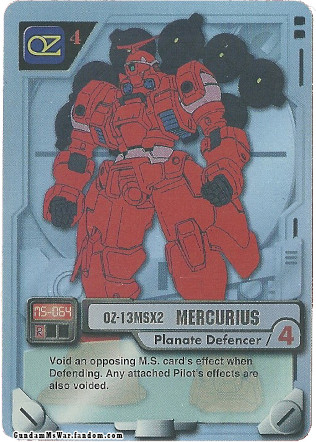 OZ 4
MS-064
R
OZ-13MSX2 MERCURIUS
Planate Defencer / 4
Void an opposing M.S. card's effect when
Defending. Any attached Pilot's effects are
also voided.
GundamMsWar.fandom.com